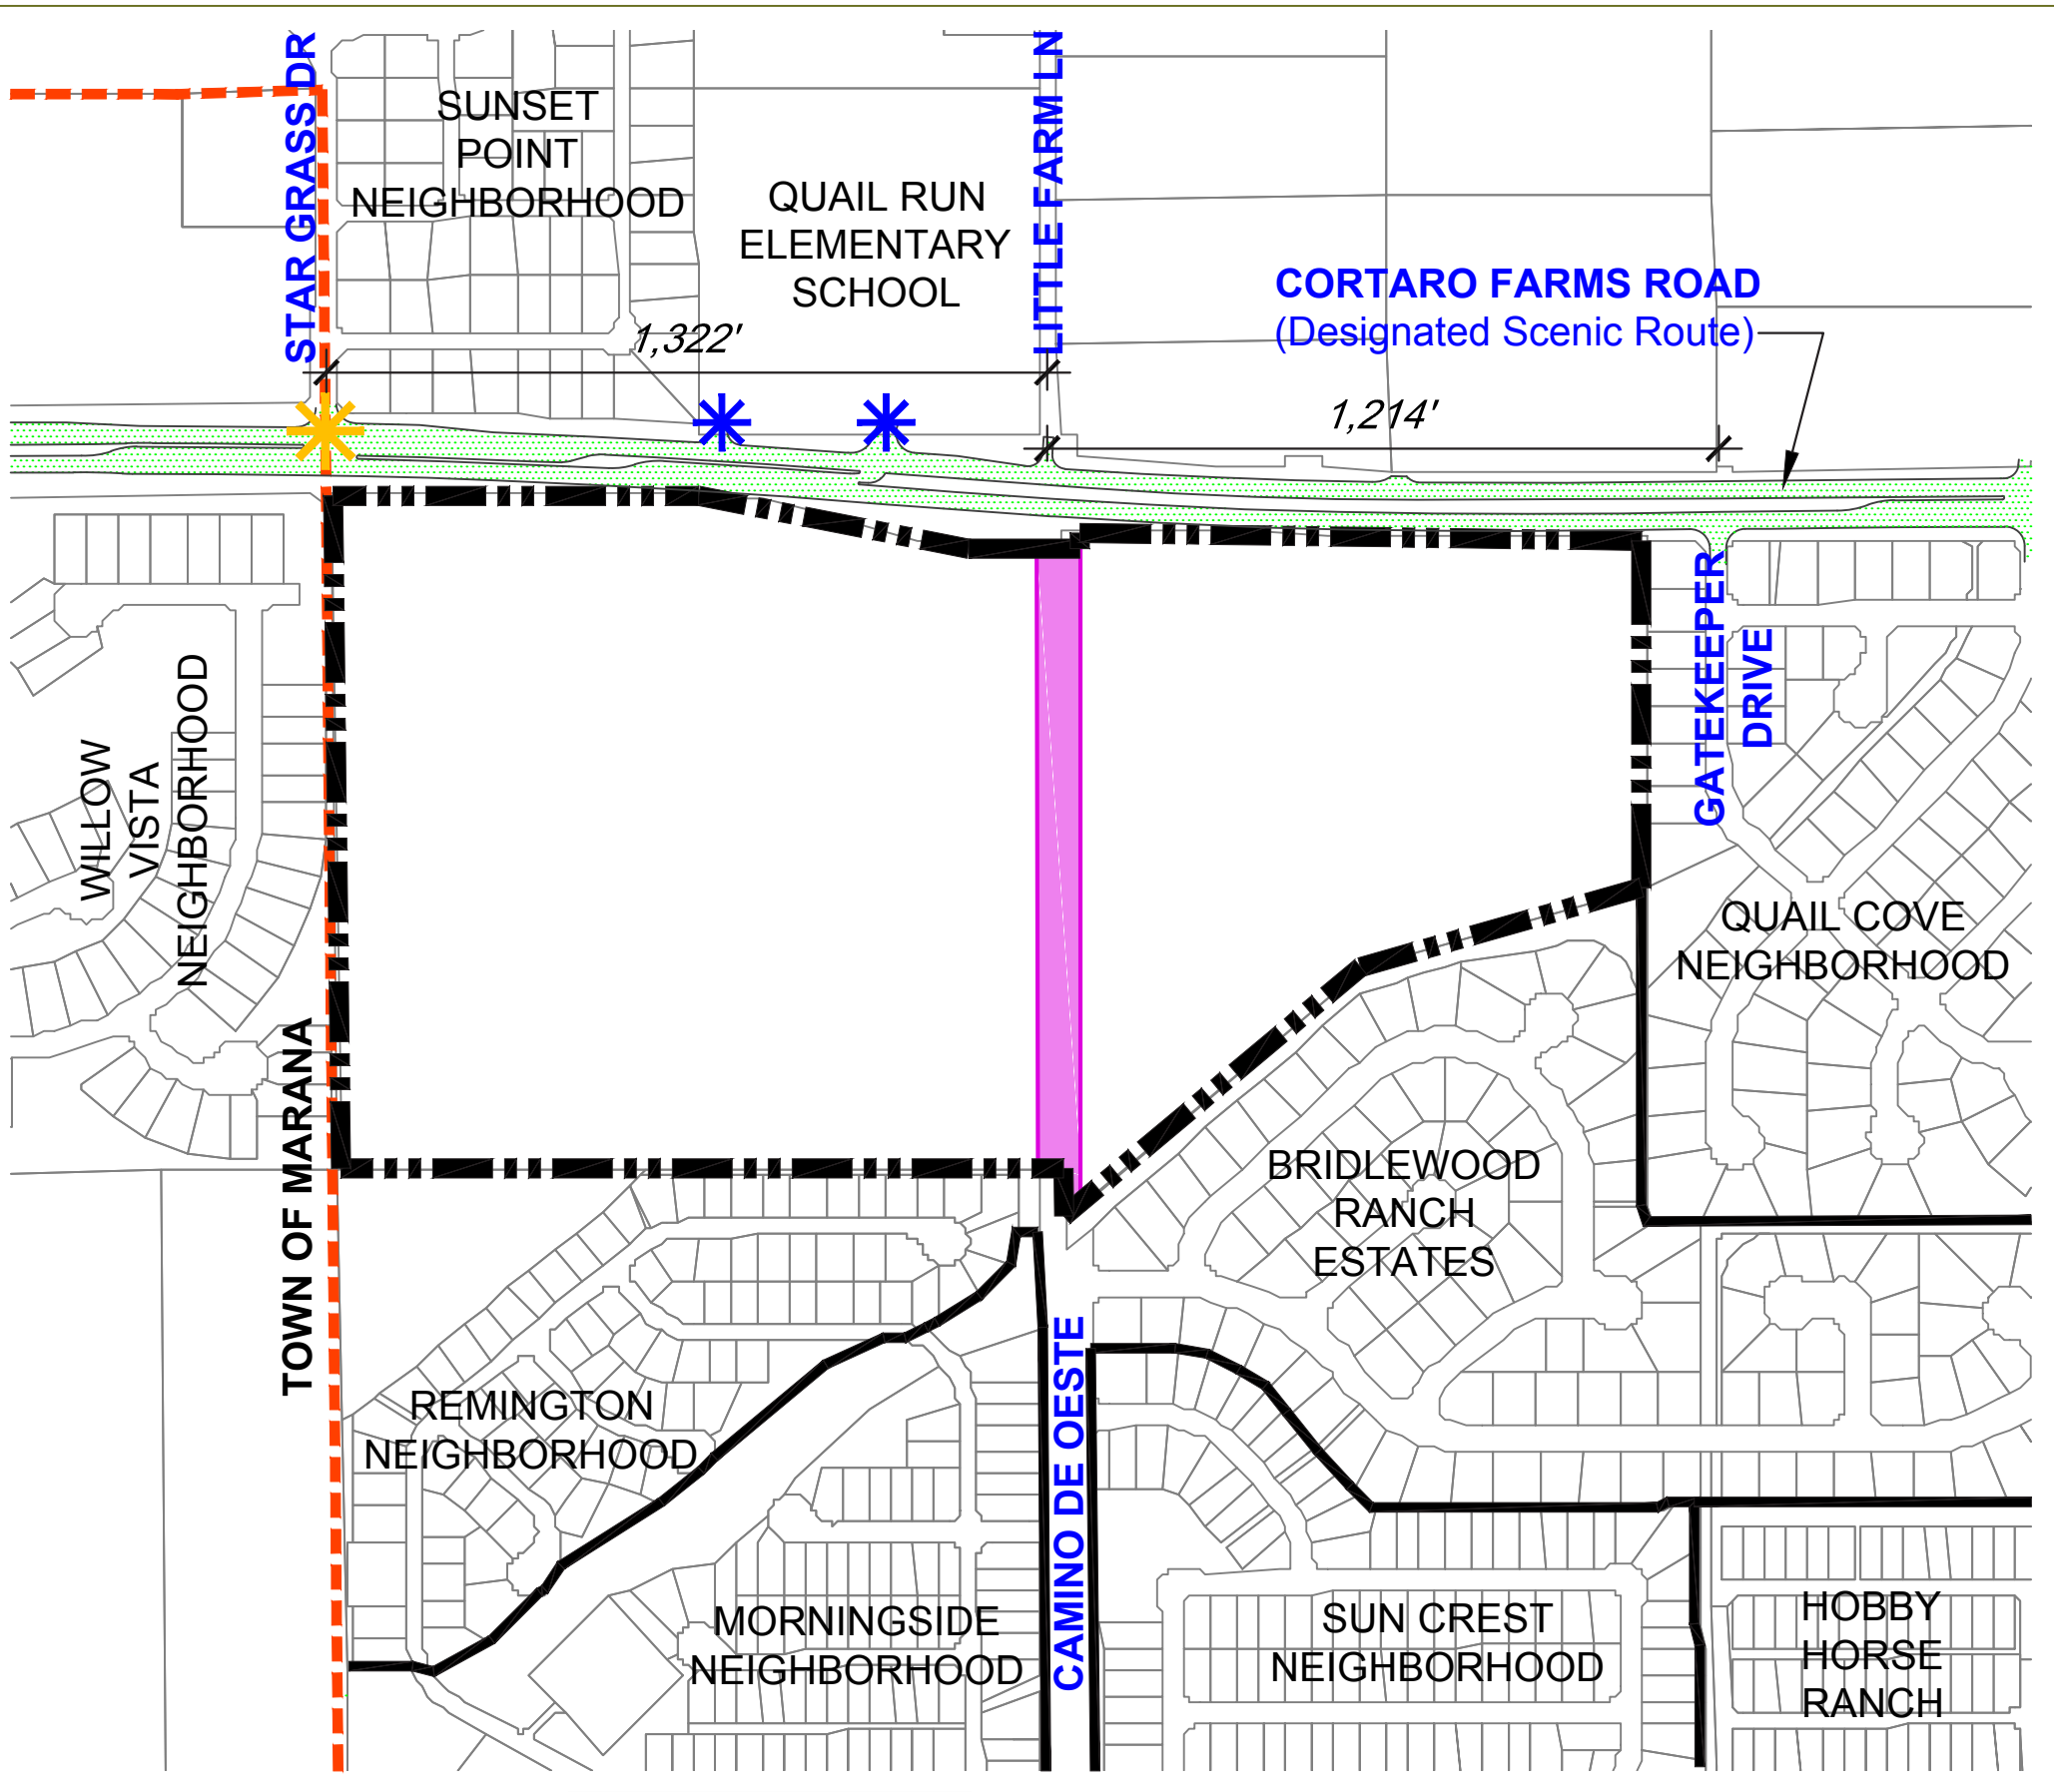 STAR GRASS DR
SUNSET
POINT
NEIGHBORHOOD
QUAIL RUN
ELEMENTARY
SCHOOL
LITTLE FARM LN
CORTARO FARMS ROAD
(Designated Scenic Route)
1,322'
1,214'
WILLOW
VISTA
NEIGHBORHOOD
GATEKEEPER
DRIVE
QUAIL COVE
NEIGHBORHOOD
TOWN OF MARANA
BRIDLEWOOD
RANCH
ESTATES
REMINGTON
NEIGHBORHOOD
CAMINO DE OESTE
MORNINGSIDE
NEIGHBORHOOD
SUN CREST
NEIGHBORHOOD
HOBBY
HORSE
RANCH